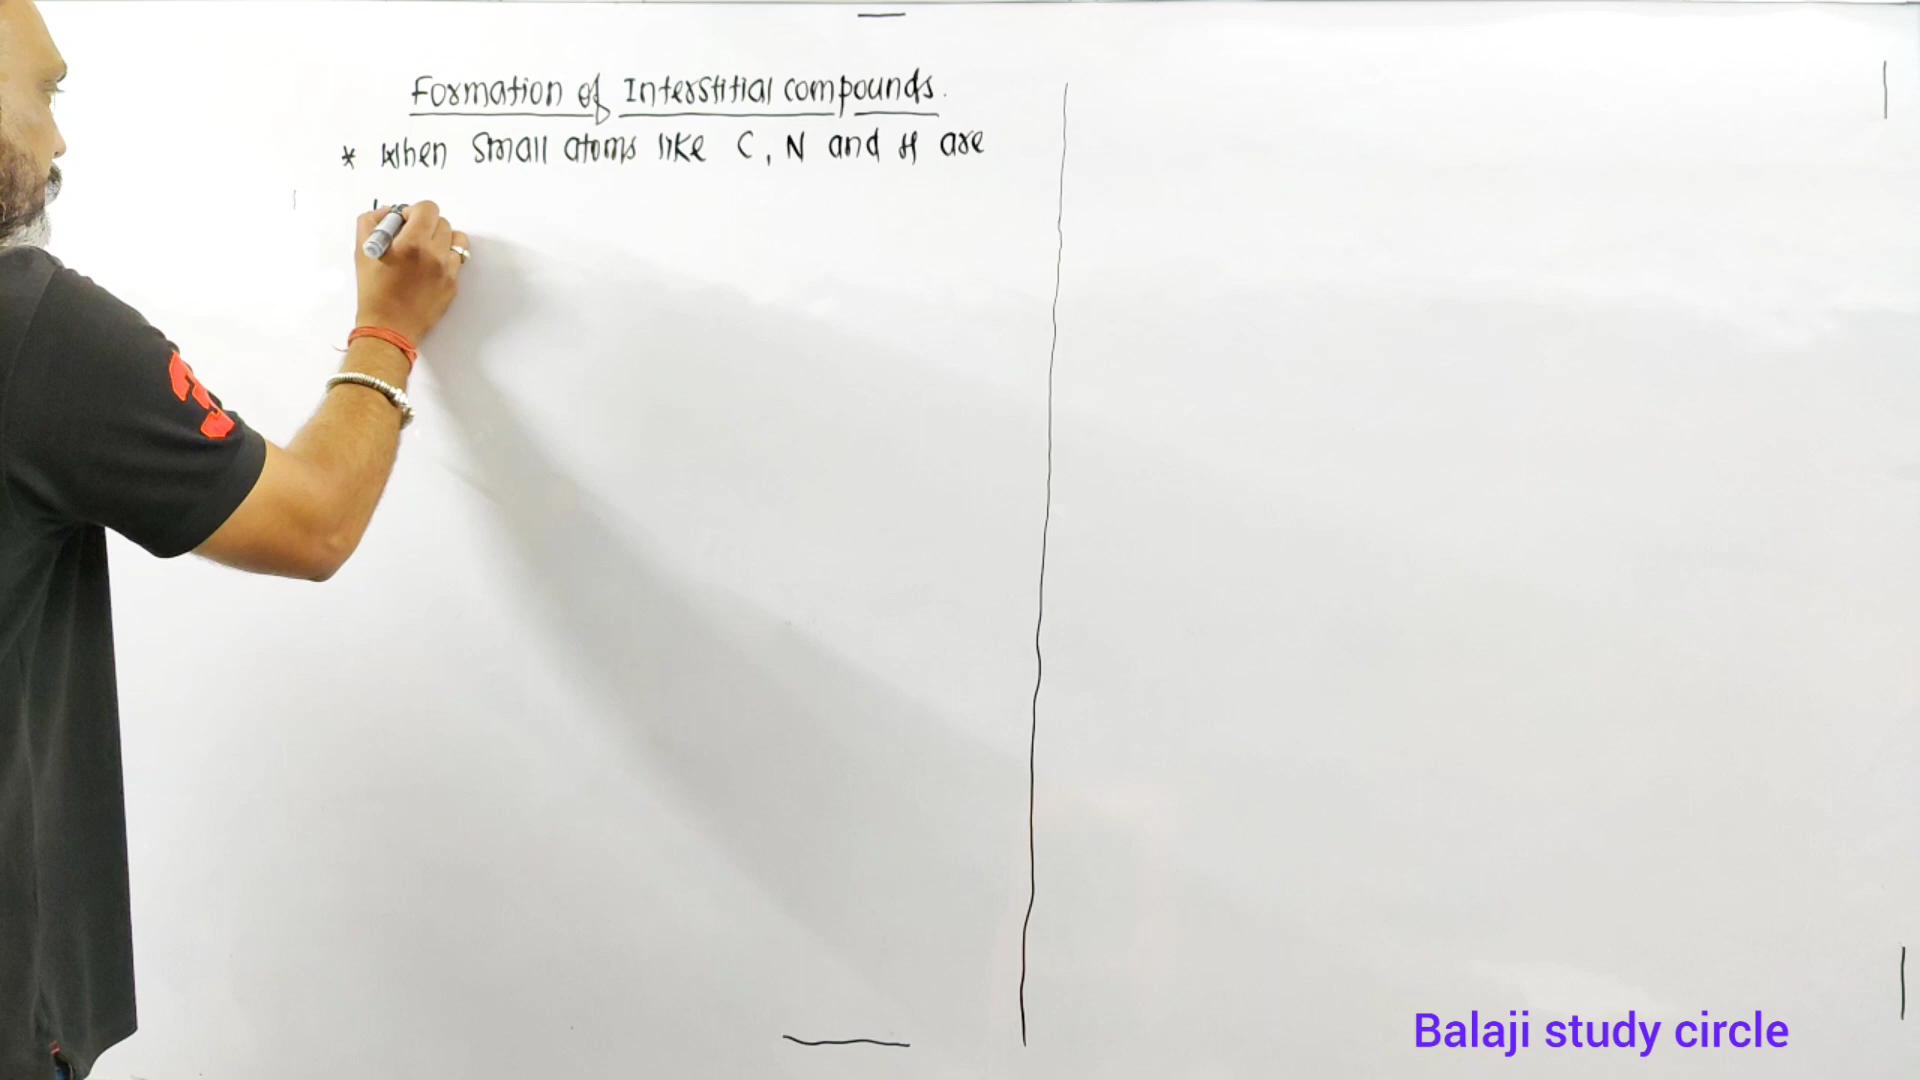 Formation of Interstitial compounds.
* When small atoms like C, N and H are
Balaji study circle